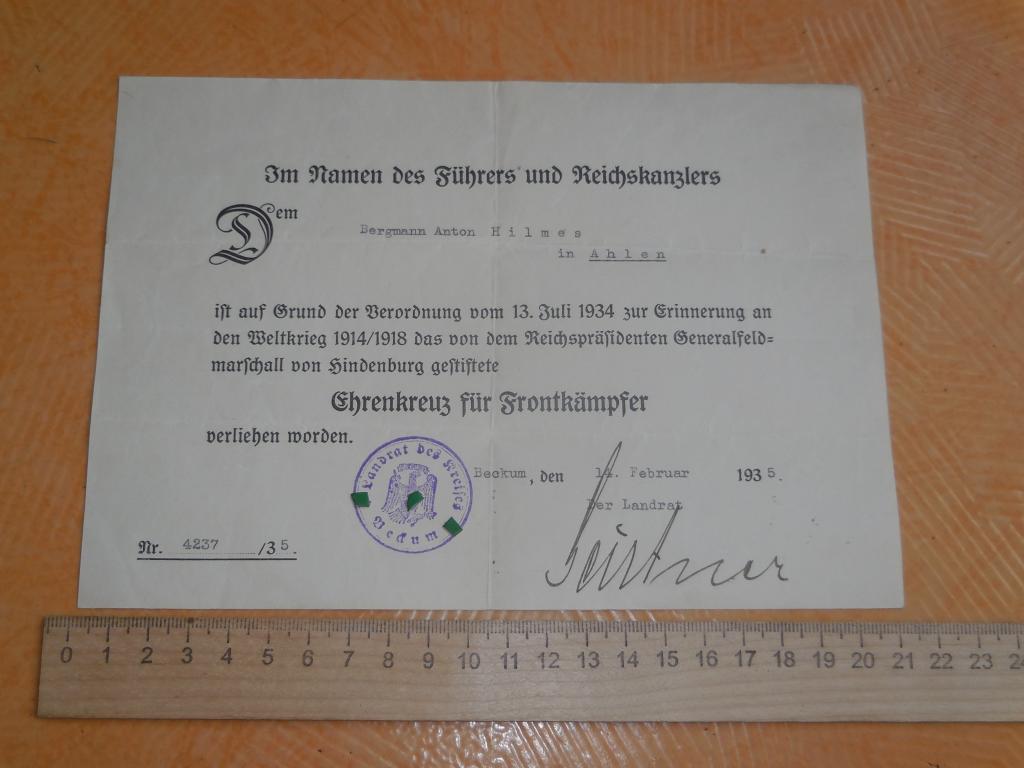 Im Namen des Führers und Reichskanzlers
Dem
Bergmann Anton Hilmes
in Ahlen
ist auf Grund der Verordnung vom 13. Juli 1934 zur Erinnerung an
den Weltkrieg 1914/1918 das von dem Reichspräsidenten Generalfeld=
marschall von Hindenburg gestiftete
Ehrenkreuz für Frontkämpfer
verliehen worden.
Landrat des Kreises
Beckum
Beckum, den 14. Februar 1935.
Der Landrat
Nr. 4237 /35.
0 1 2 3 4 5 6 7 8 9 10 11 12 13 14 15 16 17 18 19 20 21 22 23 24